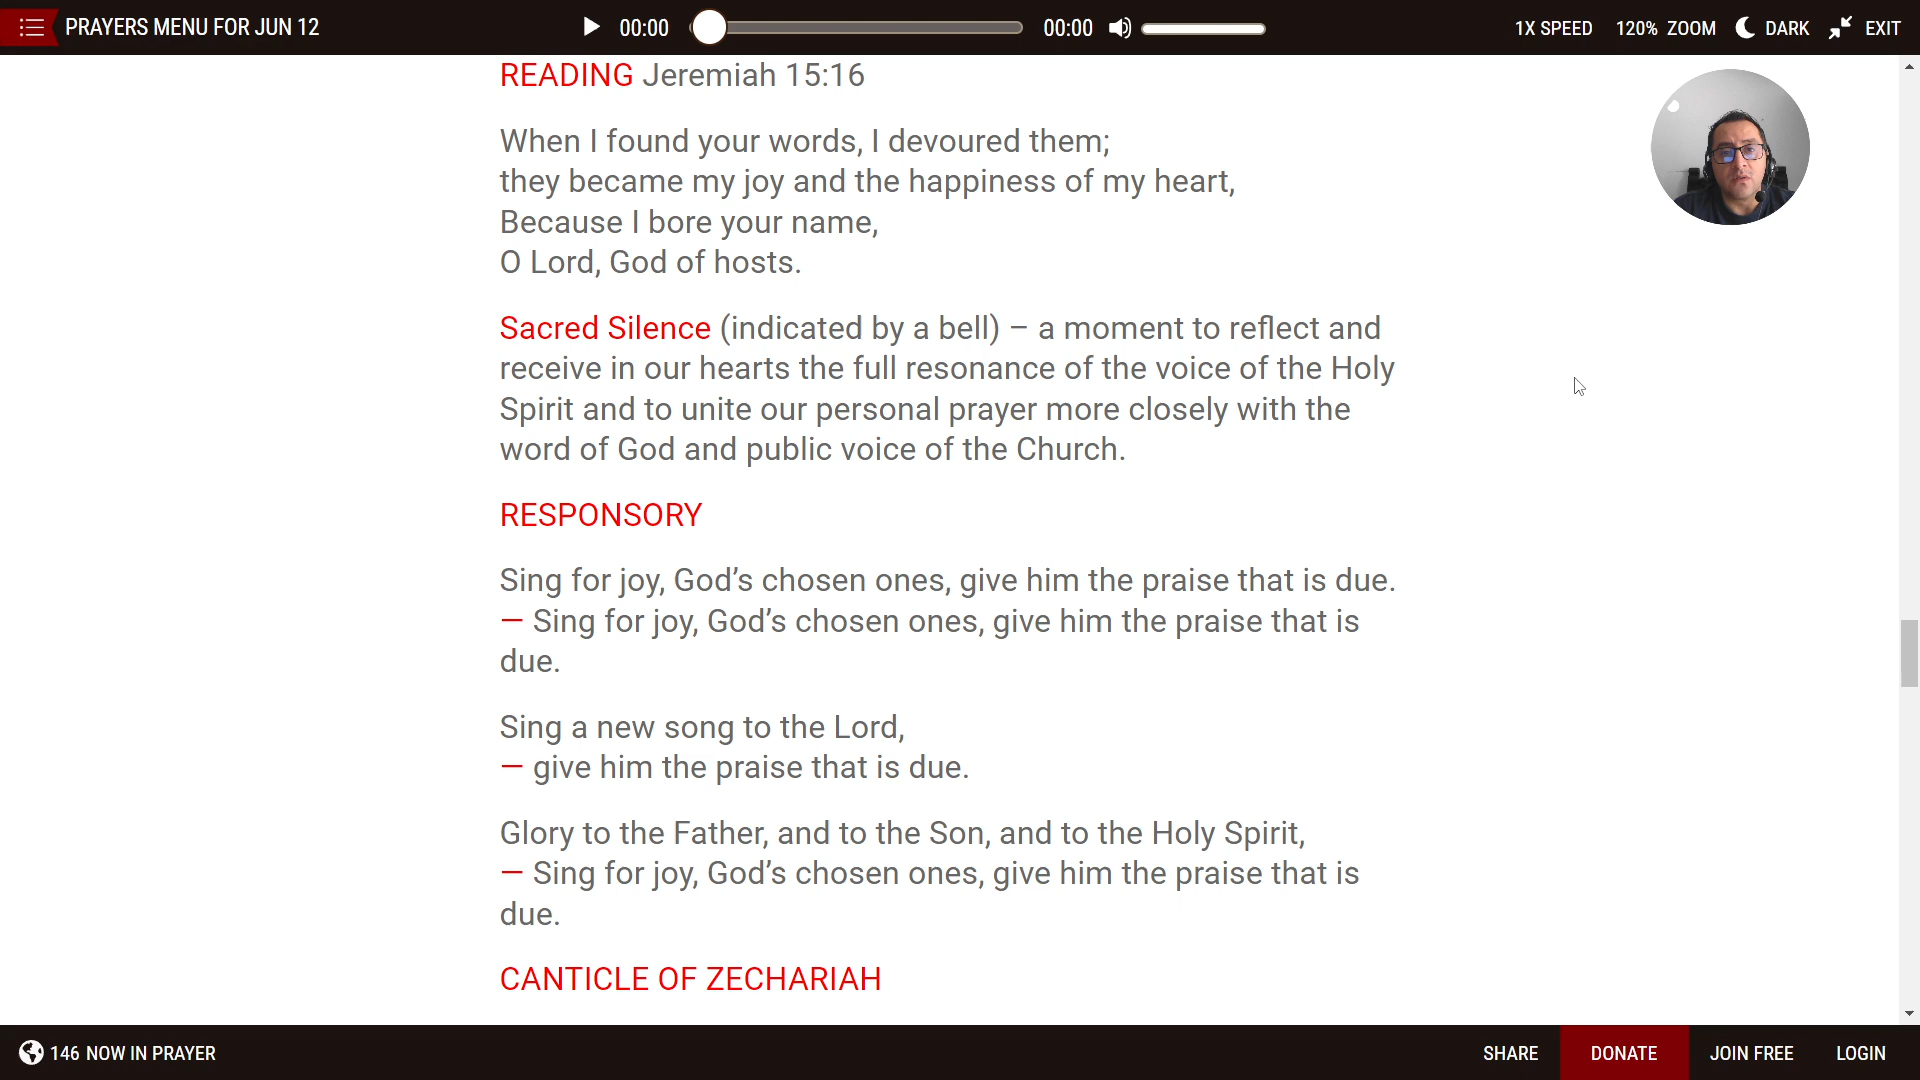 PRAYERS MENU FOR JUN 12
00:00
00:00
1X SPEED
120% ZOOM
DARK
EXIT
READING Jeremiah 15:16
When I found your words, I devoured them;
they became my joy and the happiness of my heart,
Because I bore your name,
O Lord, God of hosts.
Sacred Silence (indicated by a bell) – a moment to reflect and
receive in our hearts the full resonance of the voice of the Holy
Spirit and to unite our personal prayer more closely with the
word of God and public voice of the Church.
RESPONSORY
Sing for joy, God’s chosen ones, give him the praise that is due.
— Sing for joy, God’s chosen ones, give him the praise that is
due.
Sing a new song to the Lord,
— give him the praise that is due.
Glory to the Father, and to the Son, and to the Holy Spirit,
— Sing for joy, God’s chosen ones, give him the praise that is
due.
CANTICLE OF ZECHARIAH
146 NOW IN PRAYER
SHARE
DONATE
JOIN FREE
LOGIN